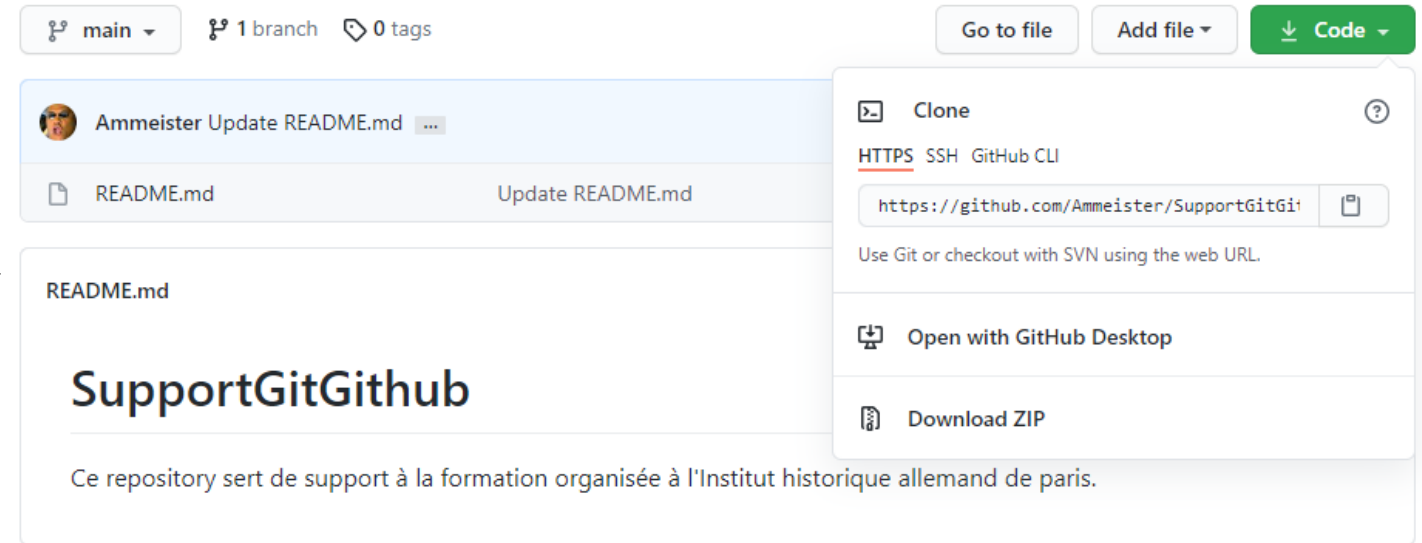 main 1 branch 0 tags Go to file Add file Code
Ammeister Update README.md ...
README.md Update README.md
Clone
HTTPS SSH GitHub CLI
https://github.com/Ammeister/SupportGitGi
Use Git or checkout with SVN using the web URL.
Open with GitHub Desktop
Download ZIP
README.md
SupportGitGithub
Ce repository sert de support à la formation organisée à l'Institut historique allemand de paris.